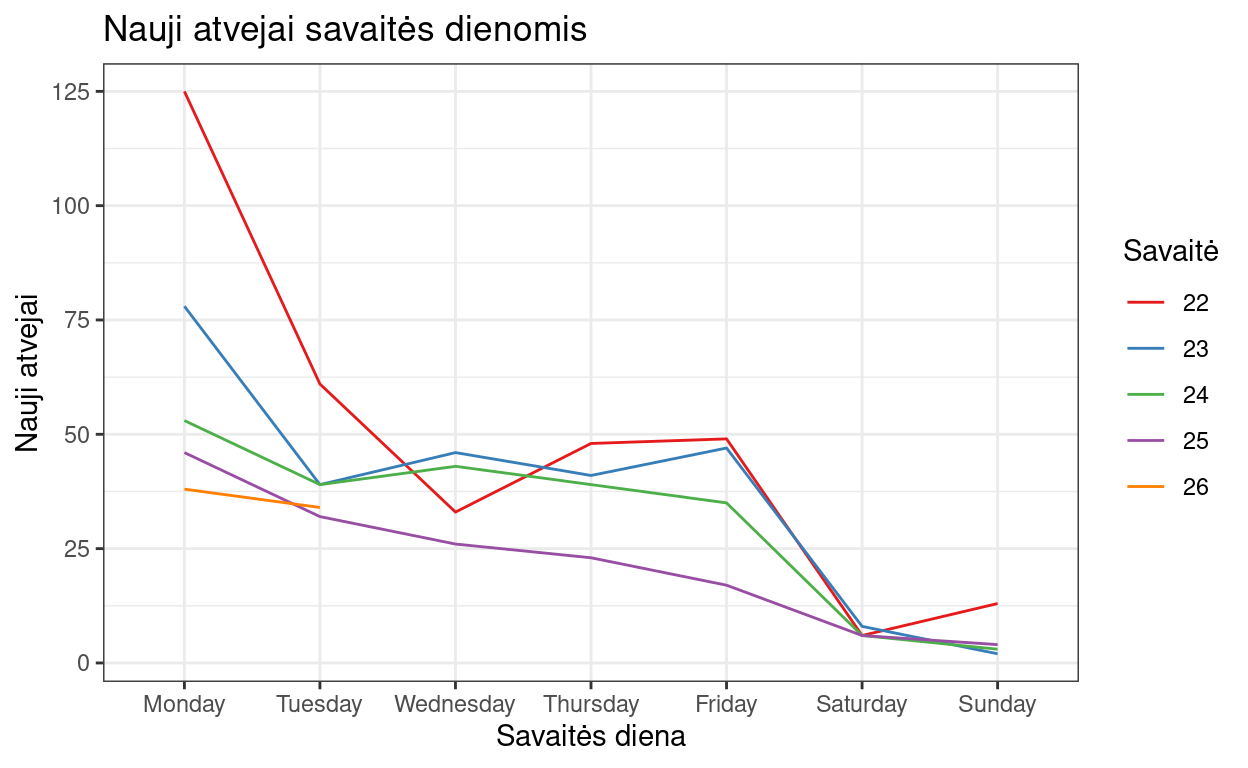 Nauji atvejai savaitės dienomis
Nauji atvejai
125
100
75
50
25
0
Monday Tuesday Wednesday Thursday Friday Saturday Sunday
Savaitės diena
Savaitė
22
23
24
25
26